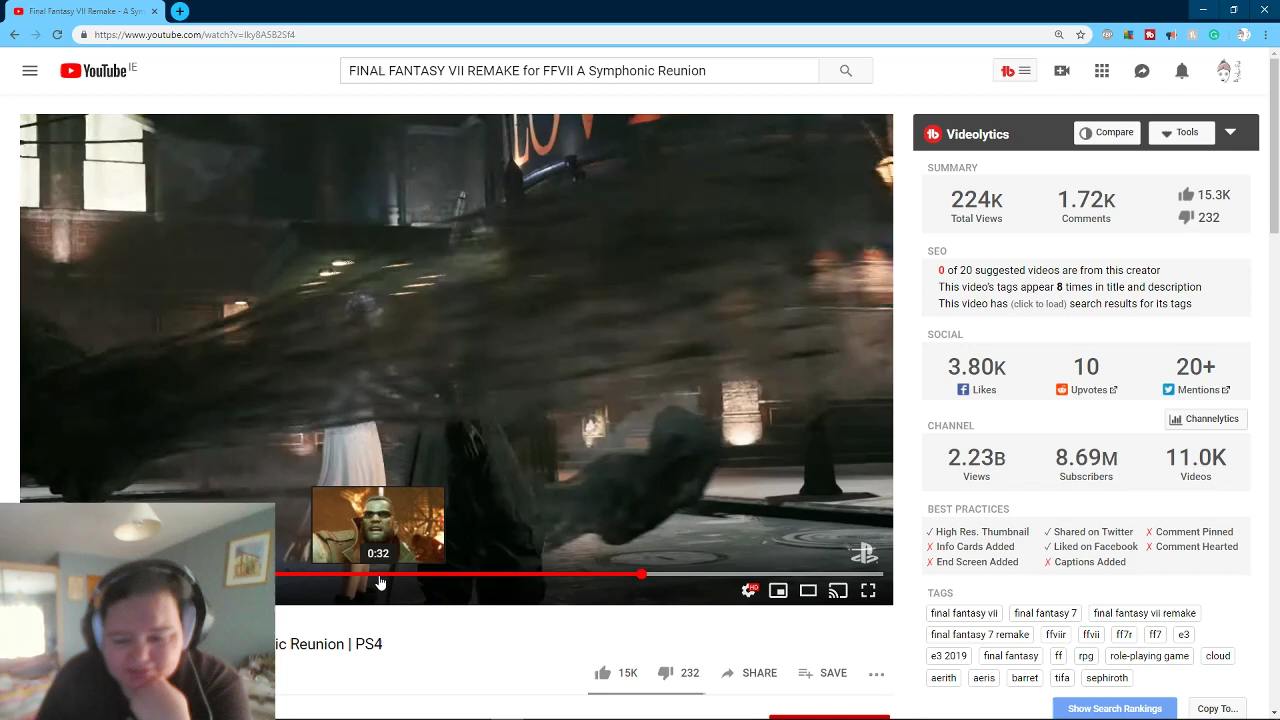 Final Fantasy VII Remake - A Sym
https://www.youtube.com/watch?v=Iky8A5B2Sf4
YouTube IE
FINAL FANTASY VII REMAKE for FFVII A Symphonic Reunion
tb
LO
tb Videolytics
Compare
Tools
SUMMARY
224K
Total Views
1.72K
Comments
15.3K
232
SEO
0 of 20 suggested videos are from this creator
This video's tags appear 8 times in title and description
This video has (click to load) search results for its tags
SOCIAL
3.80K
Likes
10
Upvotes
20+
Mentions
Channelytics
CHANNEL
2.23B
Views
8.69M
Subscribers
11.0K
Videos
BEST PRACTICES
✓ High Res. Thumbnail ✓ Shared on Twitter ✗ Comment Pinned
✗ Info Cards Added ✓ Liked on Facebook ✗ Comment Hearted
✗ End Screen Added ✓ Captions Added
TAGS
final fantasy vii final fantasy 7 final fantasy vii remake
final fantasy 7 remake ffviir ffvii ff7r ff7 e3
e3 2019 final fantasy ff rpg role-playing game cloud
aerith aeris barret tifa sephiroth
Show Search Rankings Copy To...
0:32
HD
ic Reunion | PS4
15K 232 SHARE SAVE